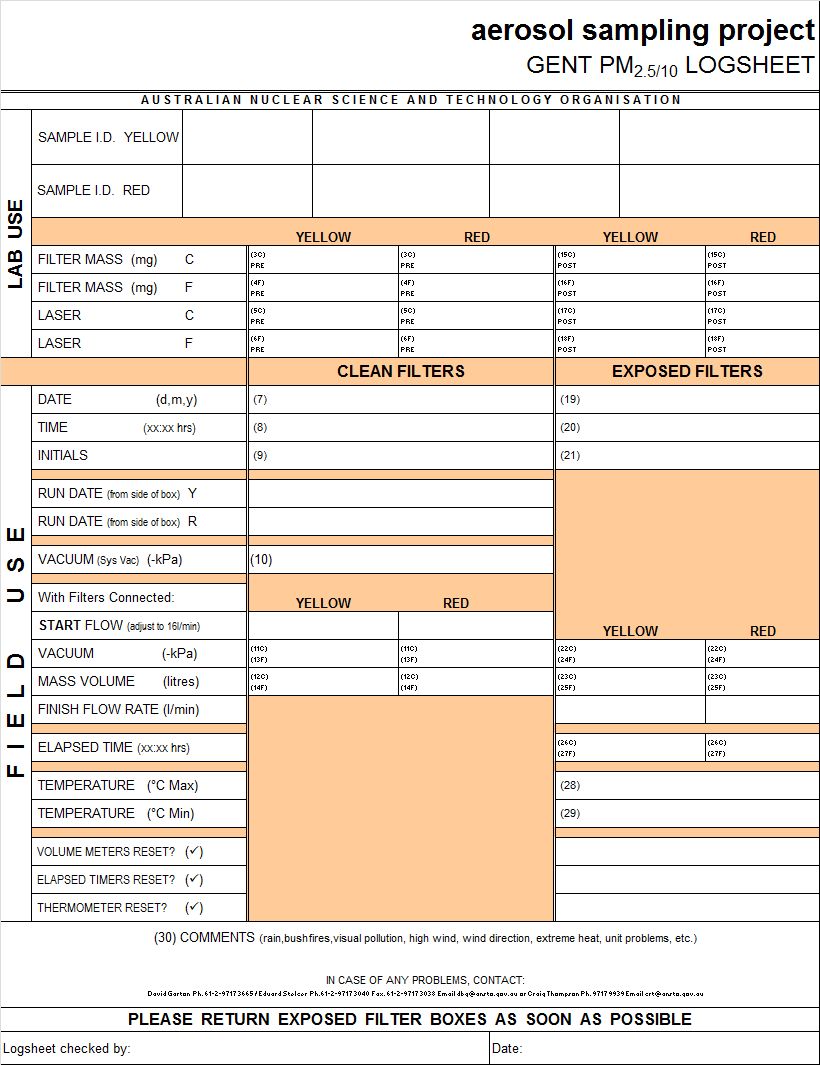 aerosol sampling project
GENT PM2.5/10 LOGSHEET
AUSTRALIAN NUCLEAR SCIENCE AND TECHNOLOGY ORGANISATION
LAB USE
SAMPLE I.D. YELLOW
SAMPLE I.D. RED
YELLOW RED YELLOW RED
FILTER MASS (mg) C (3C) PRE (3C) PRE (15C) POST (15C) POST
FILTER MASS (mg) F (4F) PRE (4F) PRE (16F) POST (16F) POST
LASER C (5C) PRE (5C) PRE (17C) POST (17C) POST
LASER F (6F) PRE (6F) PRE (18F) POST (18F) POST
CLEAN FILTERS EXPOSED FILTERS
FIELD USE
DATE (d,m,y) (7) (19)
TIME (xx:xx hrs) (8) (20)
INITIALS (9) (21)
RUN DATE (from side of box) Y
RUN DATE (from side of box) R
VACUUM (Sys Vac) (-kPa) (10)
With Filters Connected: YELLOW RED
START FLOW (adjust to 16l/min) YELLOW RED
VACUUM (-kPa) (11C) (13F) (11C) (13F) (22C) (24F) (22C) (24F)
MASS VOLUME (litres) (12C) (14F) (12C) (14F) (23C) (25F) (23C) (25F)
FINISH FLOW RATE (l/min)
ELAPSED TIME (xx:xx hrs) (26C) (27F) (26C) (27F)
TEMPERATURE (°C Max) (28)
TEMPERATURE (°C Min) (29)
VOLUME METERS RESET? (✓)
ELAPSED TIMERS RESET? (✓)
THERMOMETER RESET? (✓)
(30) COMMENTS (rain,bushfires,visual pollution, high wind, wind direction, extreme heat, unit problems, etc.)
IN CASE OF ANY PROBLEMS, CONTACT:
David Garton Ph.61-2-97173665 / Eduard Stelcer Ph.61-2-97173040 Fax.61-2-97173038 Email dbg@ansto.gov.au or Craig Thompson Ph. 97179939 Email crt@ansto.gov.au
PLEASE RETURN EXPOSED FILTER BOXES AS SOON AS POSSIBLE
Logsheet checked by: Date: